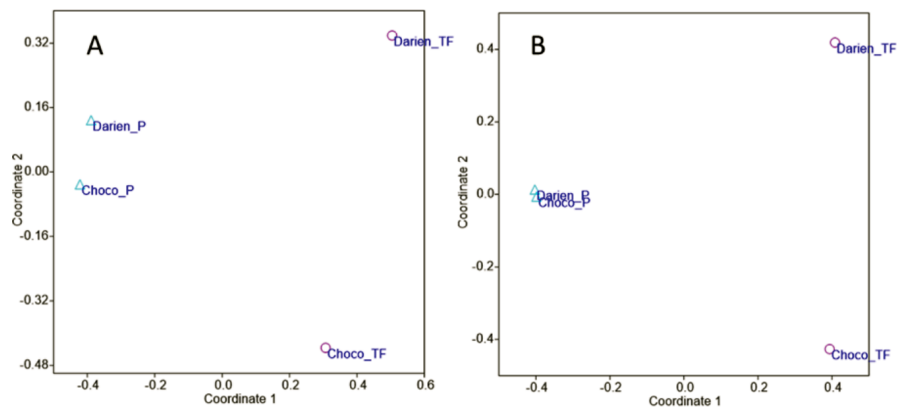 A
0.32
0.16
0.00
-0.16
-0.32
-0.48
Coordinate 2
Darien_TF
Darien_P
Choco_P
Choco_TF
-0.4
-0.2
0.0
0.2
0.4
0.6
Coordinate 1
B
0.4
0.2
0.0
-0.2
-0.4
Coordinate 2
Darien_TF
Darien_P
Choco_P
Choco_TF
-0.4
-0.2
0.0
0.2
0.4
Coordinate 1